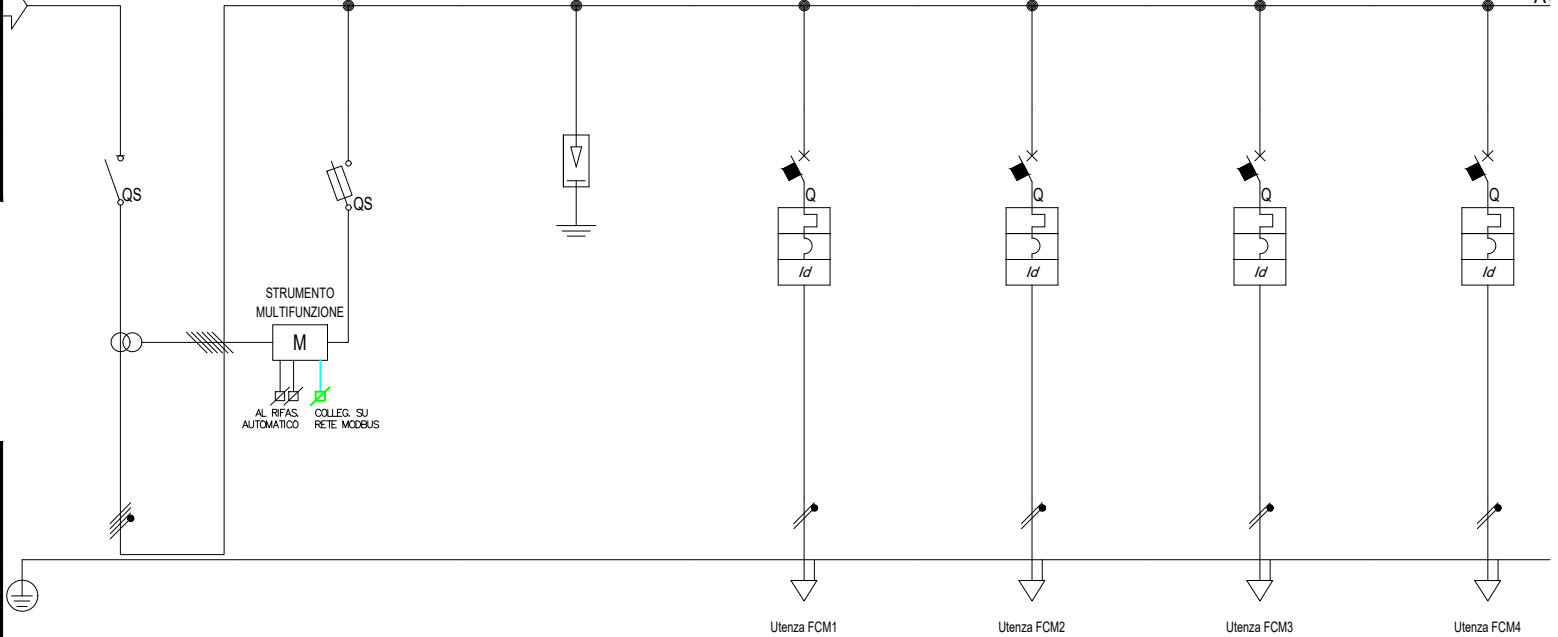 QS
QS
Q
Q
Q
Q
Id
Id
Id
Id
STRUMENTO
MULTIFUNZIONE
M
AL RIFAS.
AUTOMATICO
COLLEG. SU
RETE MODBUS
Utenza FCM1
Utenza FCM2
Utenza FCM3
Utenza FCM4